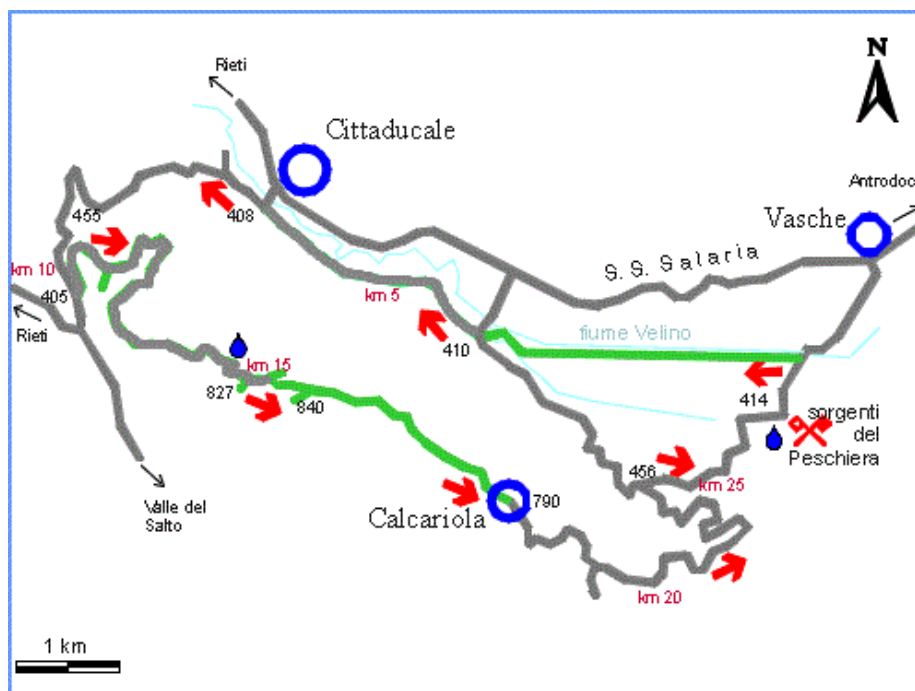 Rieti
N
Cittaducale
Antrodoco
Vasche
455
408
S.S. Salaria
km 10
405
km 5
fiume Velino
Rieti
410
km 15
827
840
414
sorgenti
del
Peschiera
456
km 25
Valle del
Salto
Calcariola
790
km 20
1 km